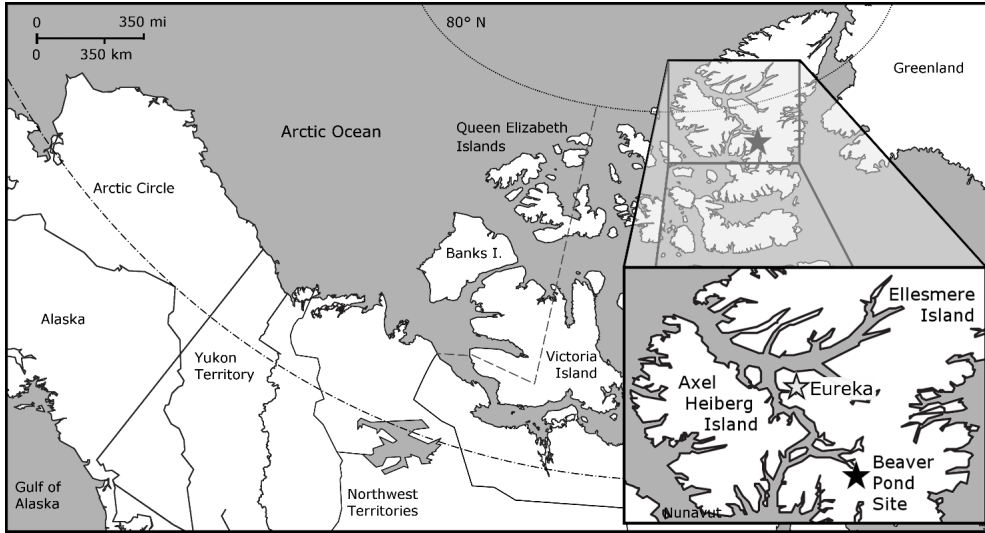 0 350 mi
0 350 km
80° N
Greenland
Arctic Ocean
Queen Elizabeth
Islands
Arctic Circle
Banks I.
Alaska
Yukon
Territory
Victoria
Island
Gulf of
Alaska
Northwest
Territories
Ellesmere
Island
Axel
Heiberg
Island
Eureka
Beaver
Pond
Site
Nunavut